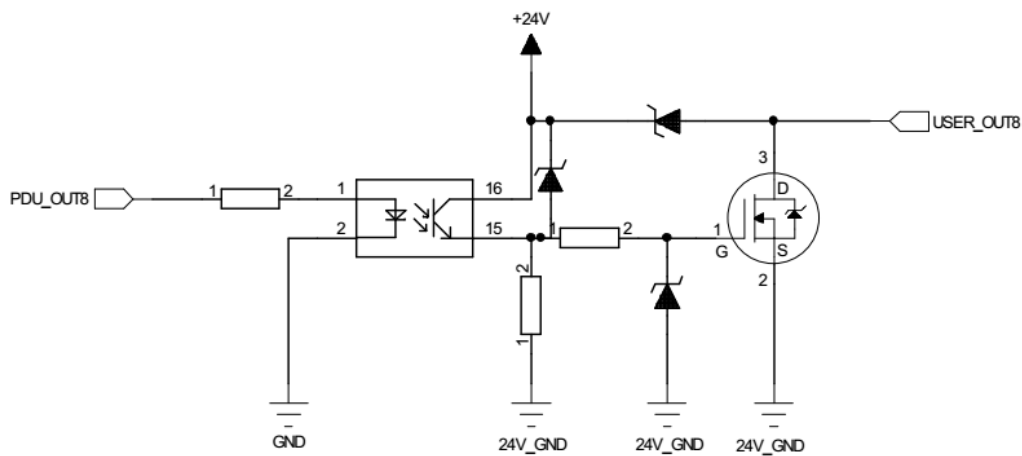 +24V
USER_OUT8
3
PDU_OUT8
1
2
1
16
D
2
15
1
2
1
G
S
2
2
1
GND
24V_GND
24V_GND
24V_GND